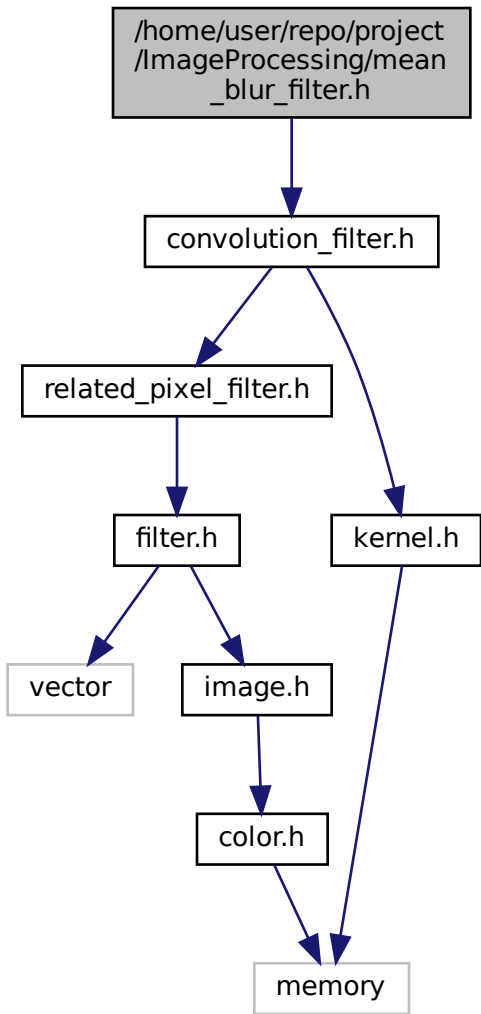 /home/user/repo/project
/ImageProcessing/mean
_blur_filter.h
convolution_filter.h
related_pixel_filter.h
filter.h
kernel.h
vector
image.h
color.h
memory